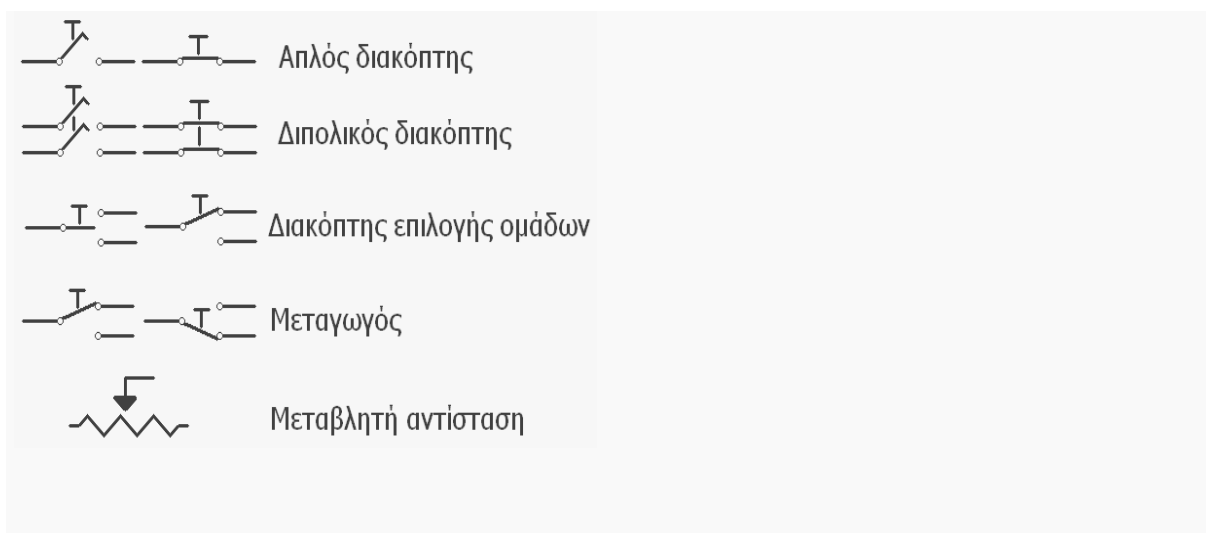 Απλός διακόπτης
Διπολικός διακόπτης
Διακόπτης επιλογής ομάδων
Μεταγωγός
Μεταβλητή αντίσταση